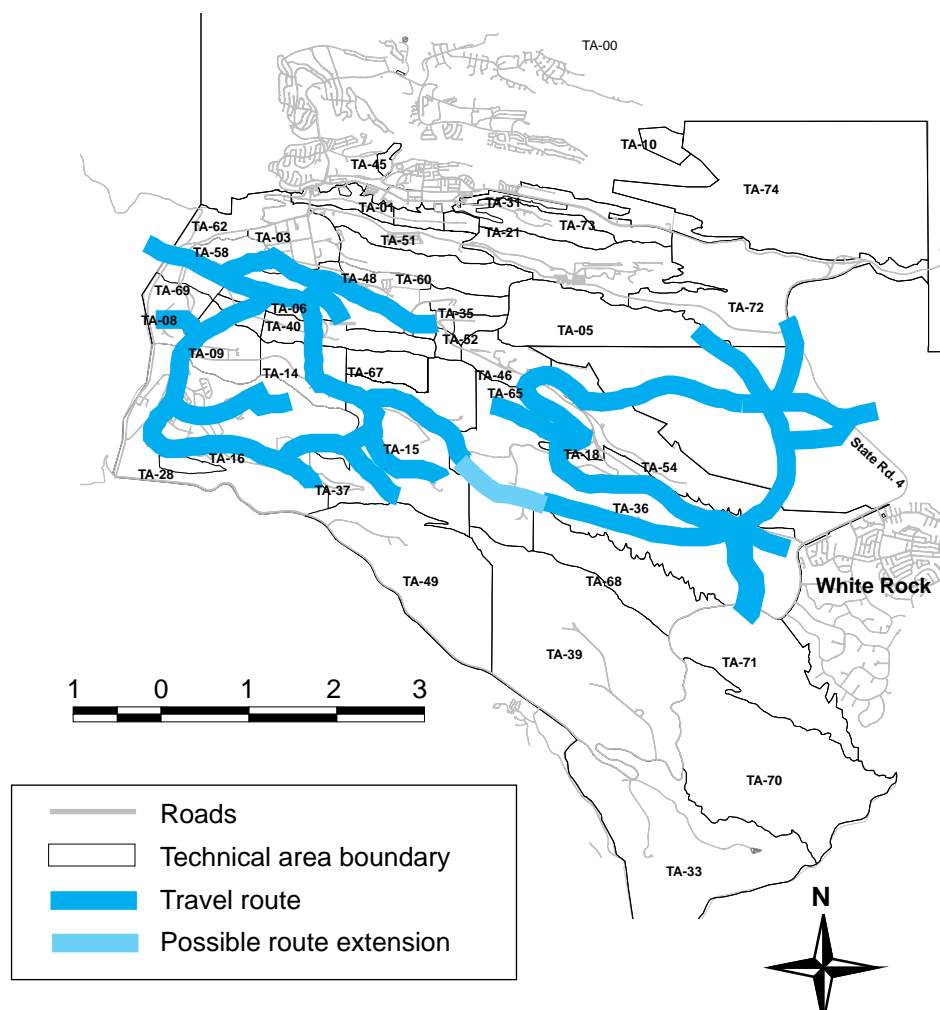 TA-00
TA-10
TA-45
TA-74
TA-01
TA-31
TA-62
TA-03
TA-51
TA-21
TA-73
TA-58
TA-48
TA-60
TA-69
TA-06
TA-72
TA-08
TA-40
TA-35
TA-05
TA-52
TA-09
TA-14
TA-67
TA-46
TA-65
TA-15
TA-18
State Rd. 4
TA-16
TA-54
TA-28
TA-37
TA-36
TA-49
TA-68
White Rock
TA-39
TA-71
1 0 1 2 3
TA-70
Roads
Technical area boundary
Travel route
Possible route extension
TA-33
N